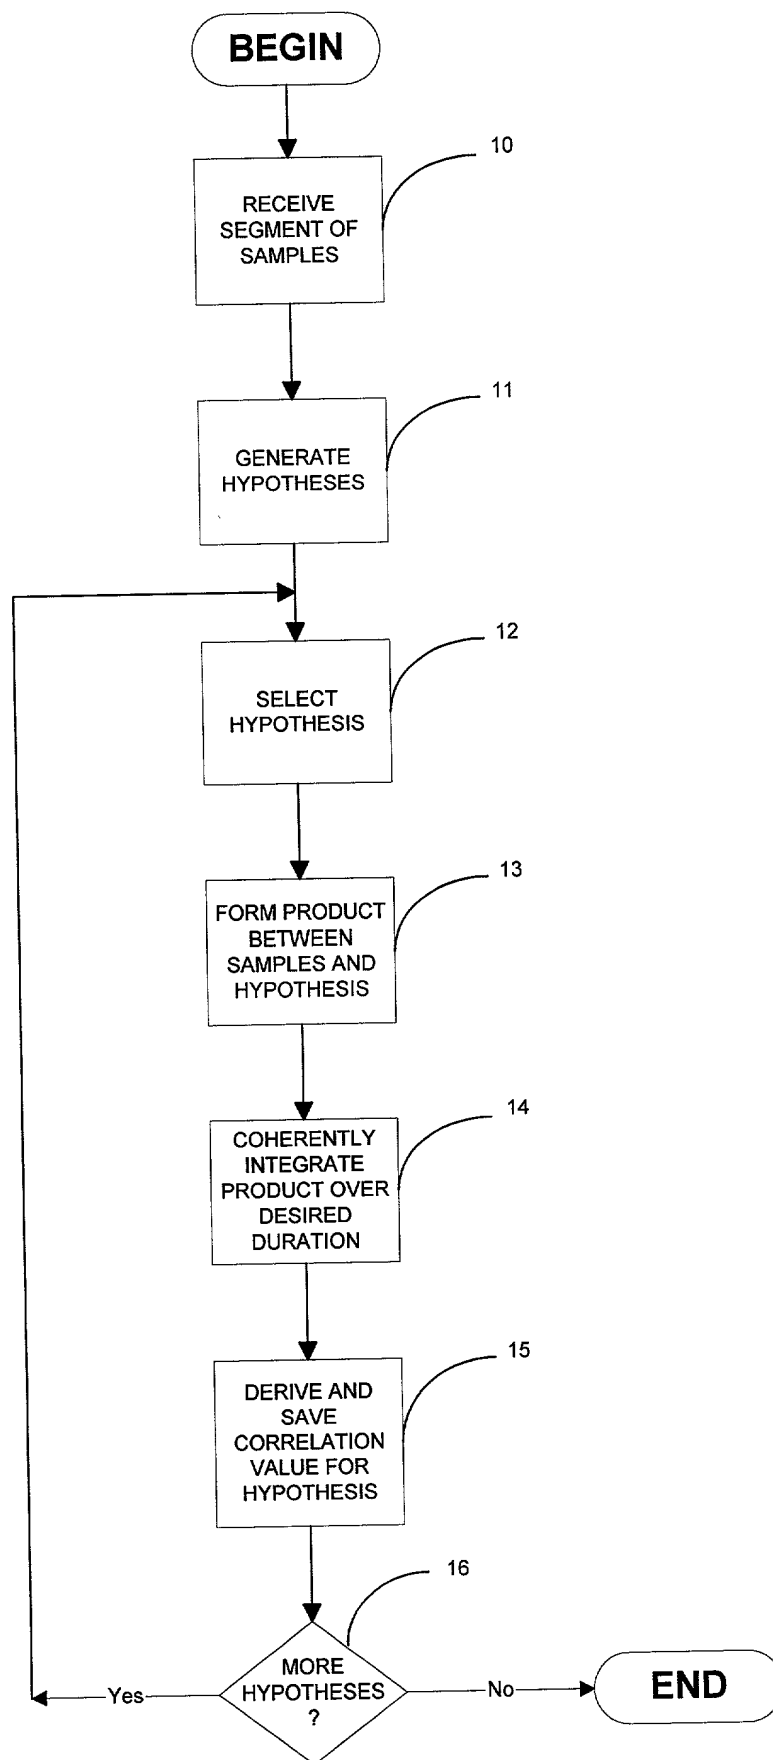 BEGIN
10
RECEIVE
SEGMENT OF
SAMPLES
11
GENERATE
HYPOTHESES
12
SELECT
HYPOTHESIS
13
FORM PRODUCT
BETWEEN
SAMPLES AND
HYPOTHESIS
14
COHERENTLY
INTEGRATE
PRODUCT OVER
DESIRED
DURATION
15
DERIVE AND
SAVE
CORRELATION
VALUE FOR
HYPOTHESIS
16
MORE
HYPOTHESES
?
Yes
No
END